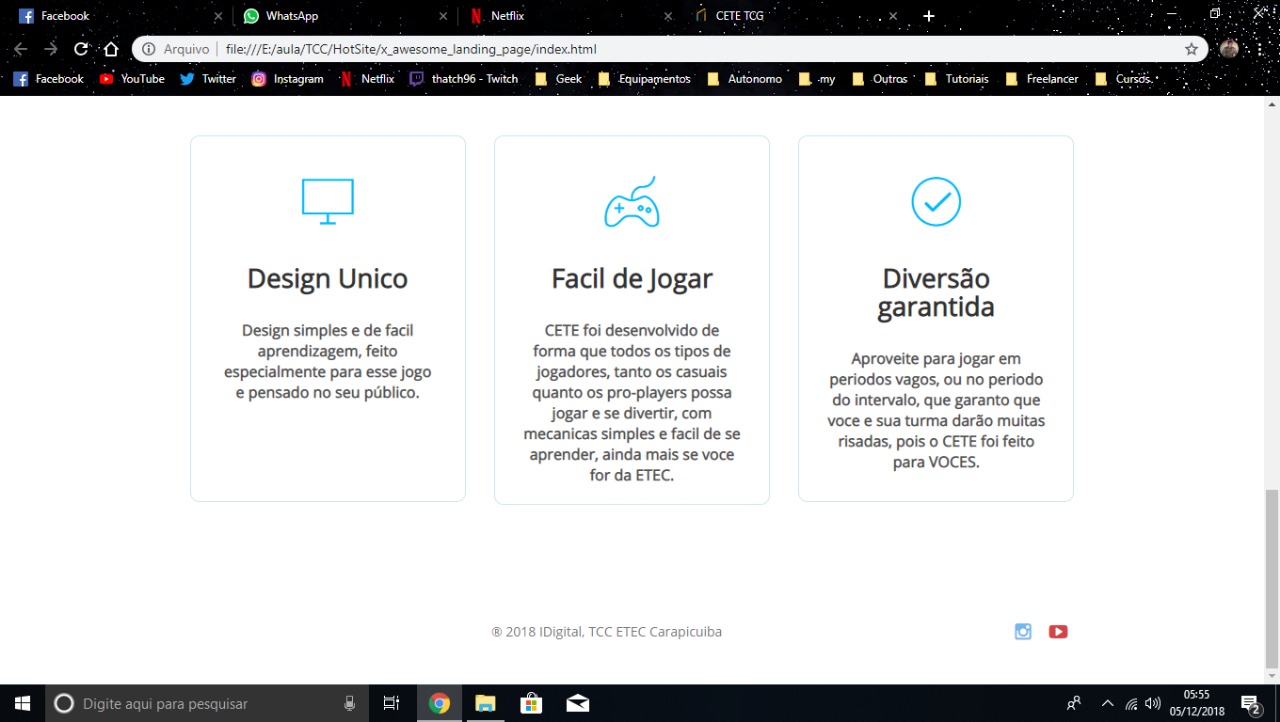 Facebook
WhatsApp
Netflix
CETE TCG
Arquivo
file:///E:/aula/TCC/HotSite/x_awesome_landing_page/index.html
Facebook
YouTube
Twitter
Instagram
Netflix
thatch96 - Twitch
Geek
Equipamentos
Autonomo
my
Outros
Tutoriais
Freelancer
Cursos
Design Unico
Design simples e de facil
aprendizagem, feito
especialmente para esse jogo
e pensado no seu público.
Facil de Jogar
CETE foi desenvolvido de
forma que todos os tipos de
jogadores, tanto os casuais
quanto os pro-players possa
jogar e se divertir, com
mecanicas simples e facil de se
aprender, ainda mais se voce
for da ETEC.
Diversão
garantida
Aproveite para jogar em
periodos vagos, ou no periodo
do intervalo, que garanto que
voce e sua turma darão muitas
risadas, pois o CETE foi feito
para VOCES.
® 2018 IDigital, TCC ETEC Carapicuiba
Digite aqui para pesquisar
05:55
05/12/2018
2